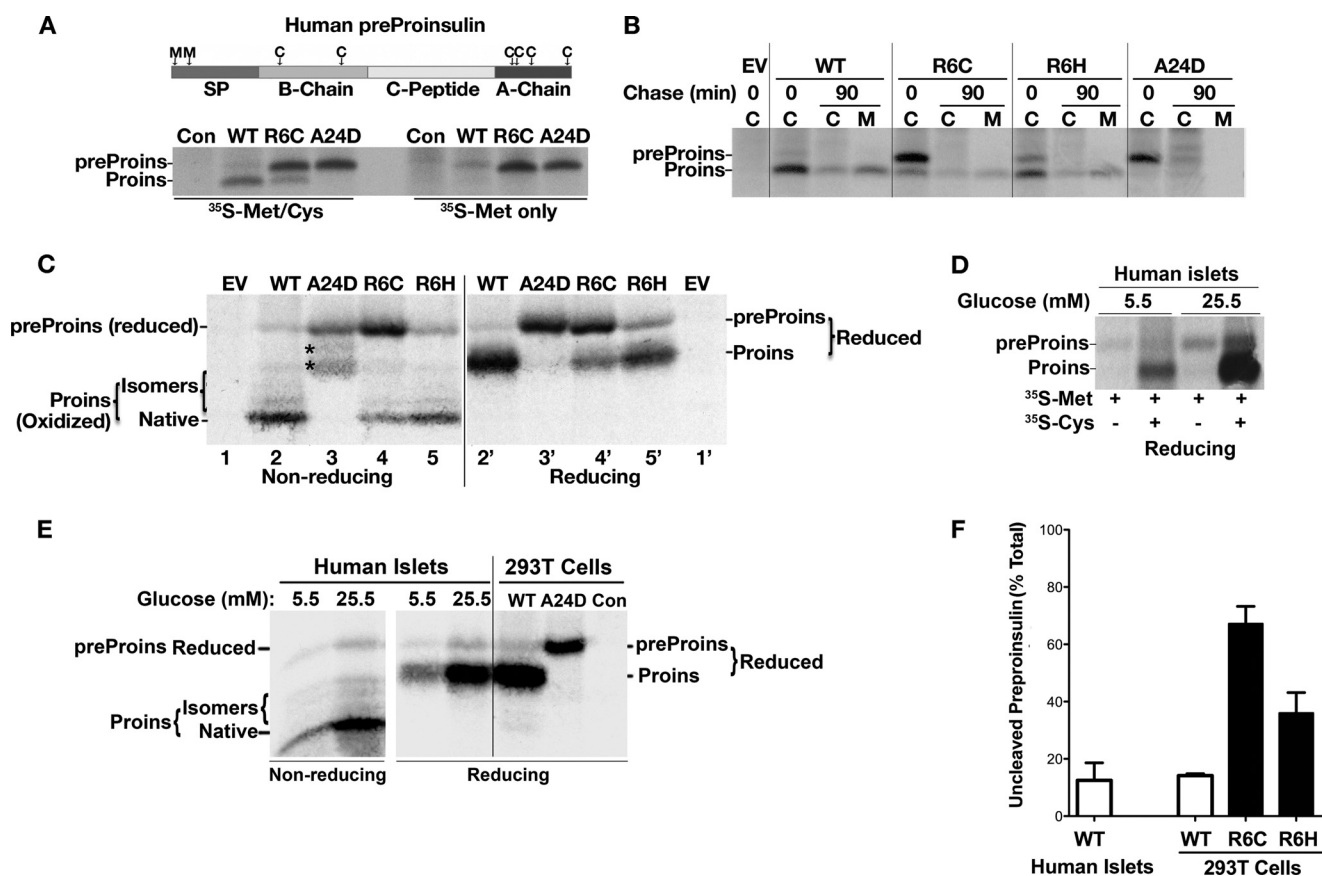 A
Human preProinsulin
MM C C CC C C
SP B-Chain C-Peptide A-Chain
Con WT R6C A24D Con WT R6C A24D
preProins
Proins
35S-Met/Cys 35S-Met only
B
EV WT R6C R6H A24D
Chase (min) 0 0 90 0 90 0 90 0 90
C C C M C C M C C M C C M
preProins
Proins
C
EV WT A24D R6C R6H WT A24D R6C R6H EV
preProins (reduced) preProins
Proins
Reduced
*
*
Isomers
Proins
(Oxidized)
Native
1 2 3 4 5 2' 3' 4' 5' 1'
Non-reducing Reducing
D
Human islets
Glucose (mM) 5.5 25.5
preProins
Proins
35S-Met + + + +
35S-Cys - + - +
Reducing
E
Human Islets 293T Cells
Glucose (mM): 5.5 25.5 5.5 25.5 WT A24D Con
preProins Reduced preProins
Proins
Reduced
Isomers
Proins
Native
Non-reducing Reducing
F
Uncleaved Preproinsulin (% Total)
100
80
60
40
20
0
WT WT R6C R6H
Human Islets 293T Cells